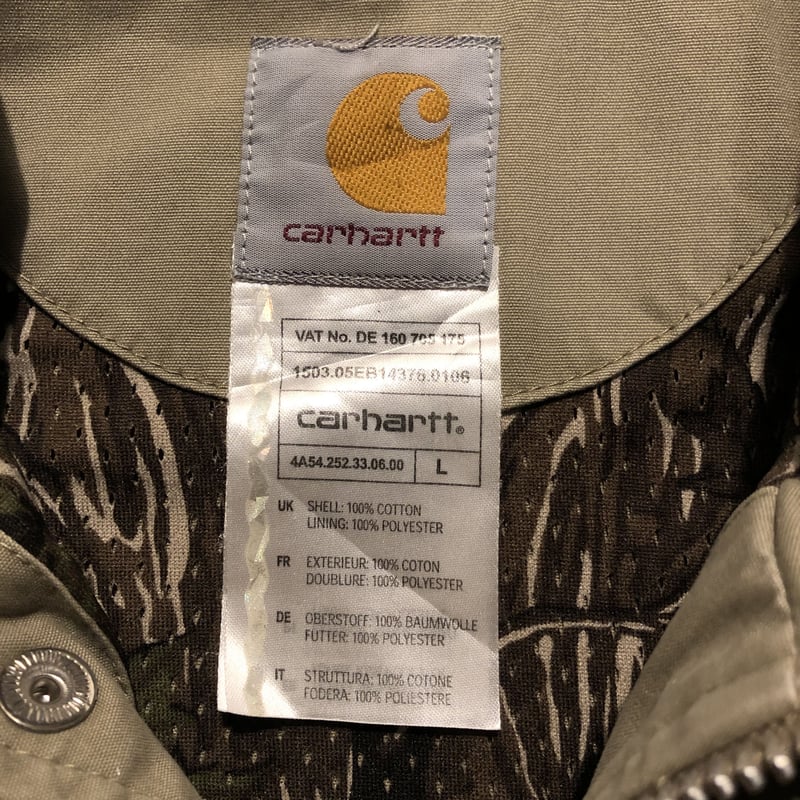 carhartt
VAT No. DE 160 705 175
1503.05EB14376.0106
carhartt®
4A54.252.33.06.00 L
UK SHELL: 100% COTTON
LINING: 100% POLYESTER
FR EXTERIEUR: 100% COTON
DOUBLURE: 100% POLYESTER
DE OBERSTOFF: 100% BAUMWOLLE
FUTTER: 100% POLYESTER
IT STRUTTURA: 100% COTONE
FODERA: 100% POLIESTERE